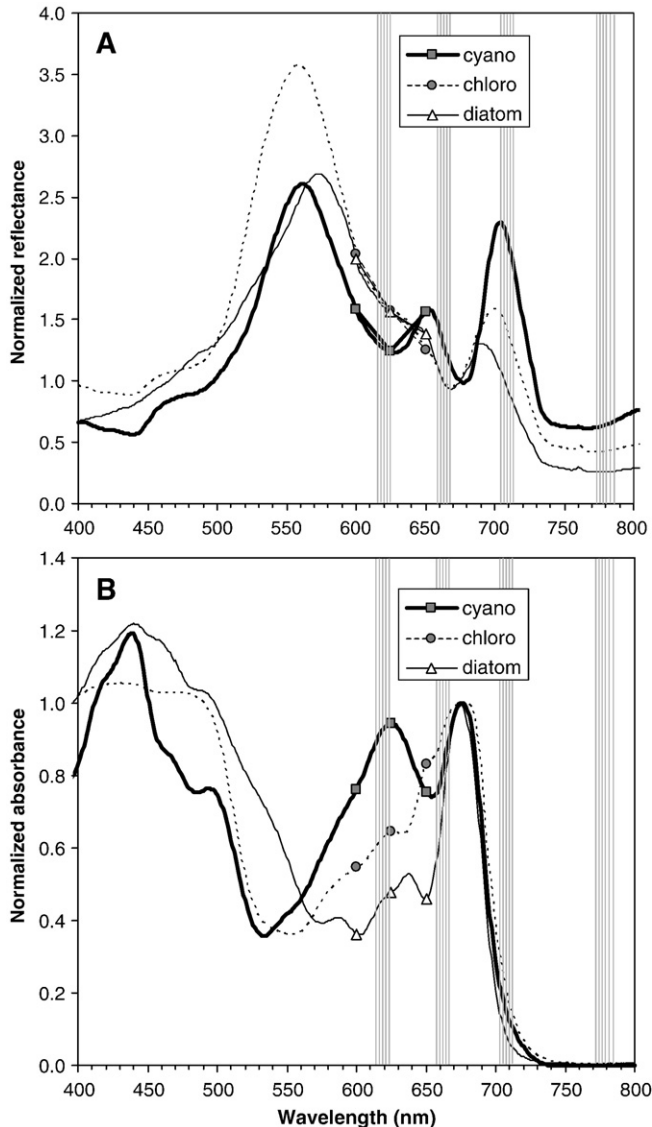 A
cyano
chloro
diatom
Normalized reflectance
4.0
3.5
3.0
2.5
2.0
1.5
1.0
0.5
0.0
400 450 500 550 600 650 700 750 800
B
cyano
chloro
diatom
Normalized absorbance
1.4
1.2
1.0
0.8
0.6
0.4
0.2
0.0
400 450 500 550 600 650 700 750 800
Wavelength (nm)